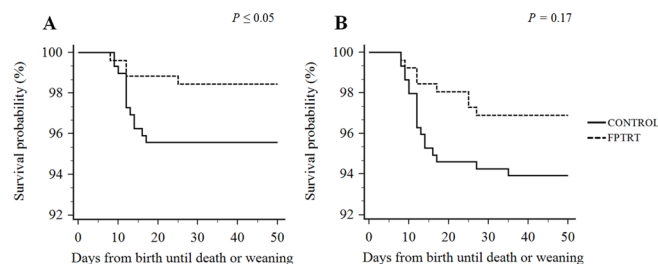 A
P ≤ 0.05
B
P = 0.17
Survival probability (%)
100
98
96
94
92
0 10 20 30 40 50
Days from birth until death or weaning
Survival probability (%)
100
98
96
94
92
0 10 20 30 40 50
Days from birth until death or weaning
CONTROL
FPTRT